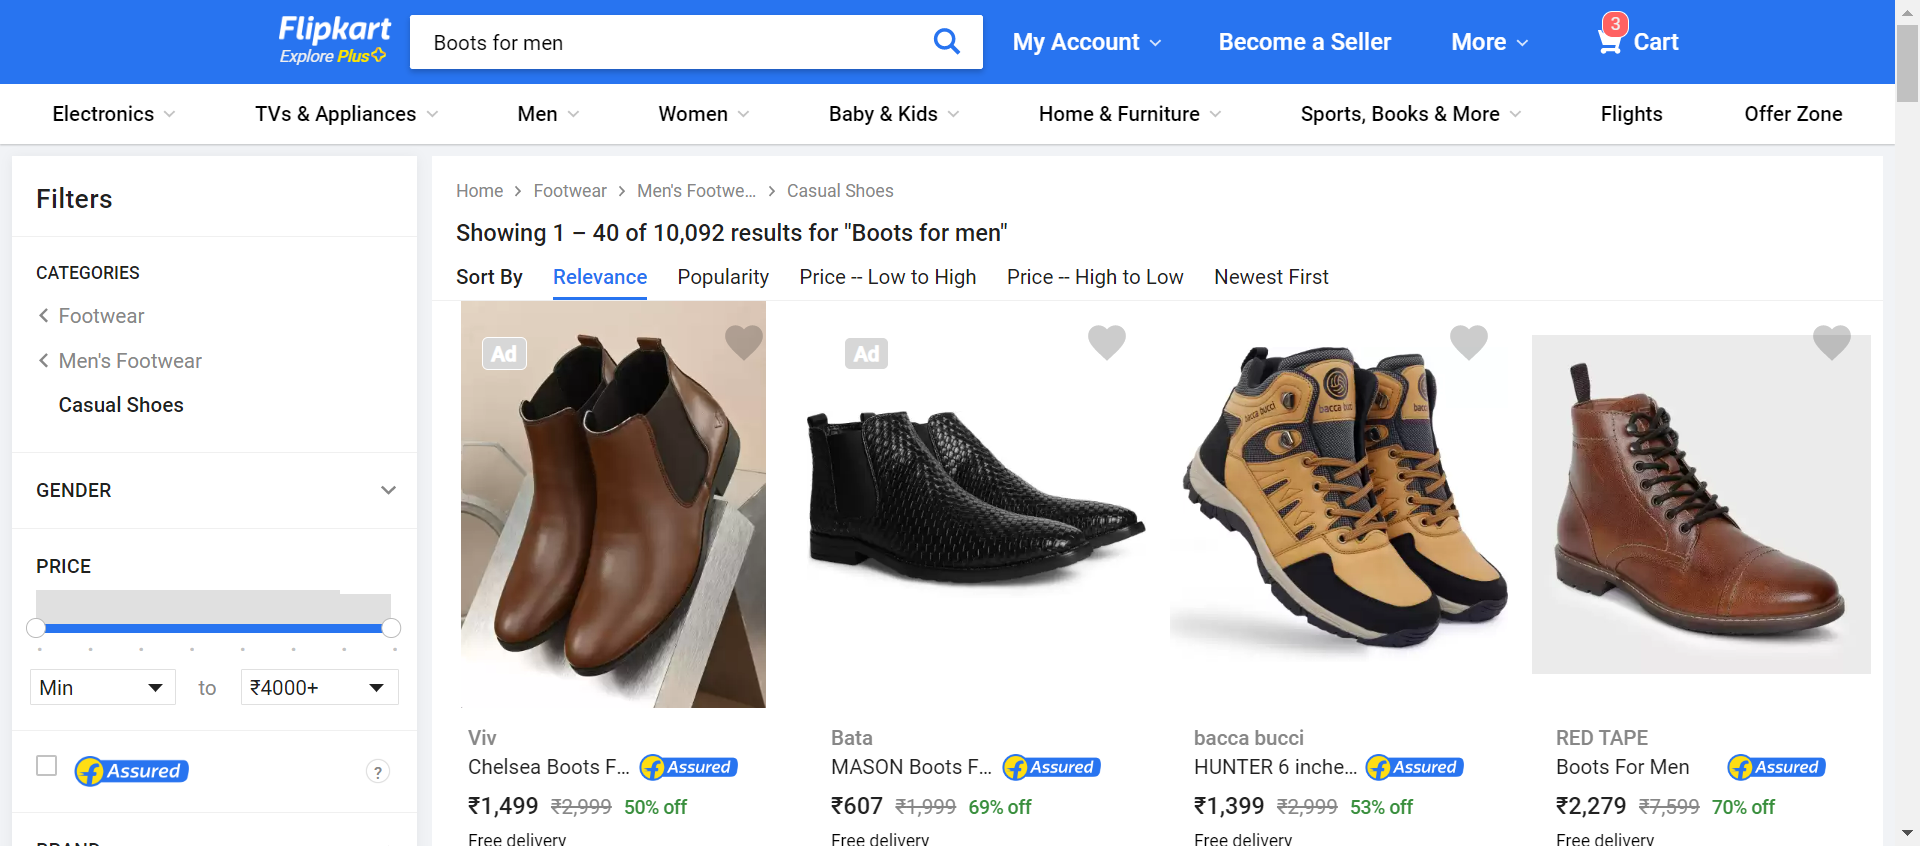 Flipkart
Explore Plus
Boots for men
My Account
Become a Seller
More
3
Cart
Electronics
TVs & Appliances
Men
Women
Baby & Kids
Home & Furniture
Sports, Books & More
Flights
Offer Zone
Filters
CATEGORIES
Footwear
Men's Footwear
Casual Shoes
GENDER
PRICE
Min to ₹4000+
Assured
?
Home > Footwear > Men's Footwe... > Casual Shoes
Showing 1 – 40 of 10,092 results for "Boots for men"
Sort By Relevance Popularity Price -- Low to High Price -- High to Low Newest First
Ad
Viv
Chelsea Boots F... Assured
₹1,499 ₹2,999 50% off
Free delivery
Ad
Bata
MASON Boots F... Assured
₹607 ₹1,999 69% off
Free delivery
bacca bucci
bacca bucci
HUNTER 6 inche... Assured
₹1,399 ₹2,999 53% off
Free delivery
RED TAPE
Boots For Men Assured
₹2,279 ₹7,599 70% off
Free delivery